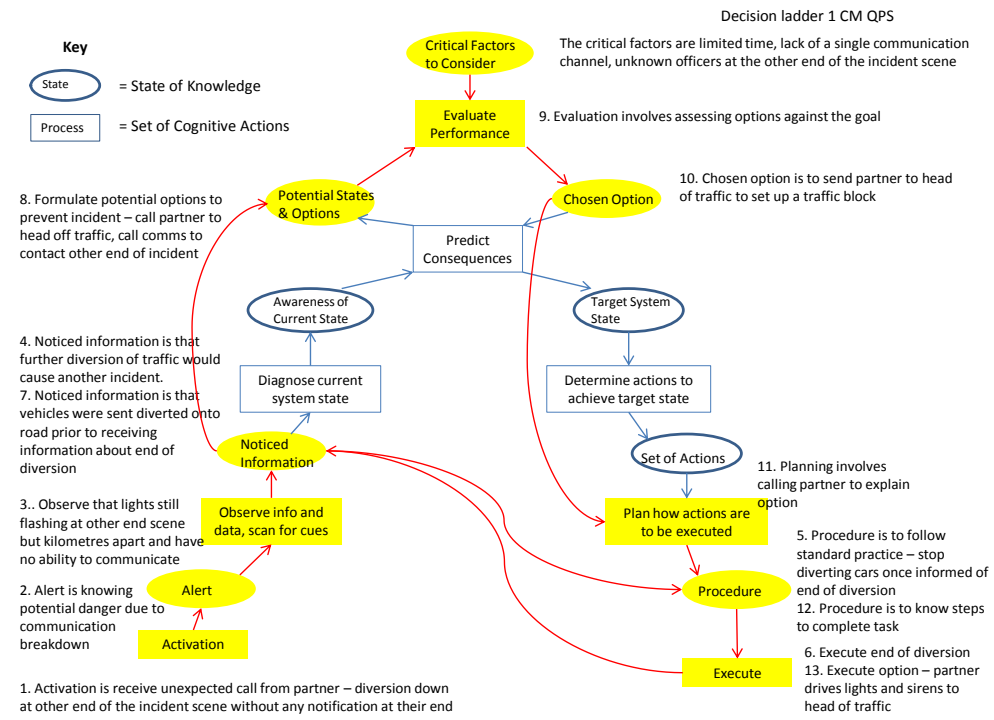 Decision ladder 1 CM QPS
Key
State
= State of Knowledge
Process
= Set of Cognitive Actions
Critical Factors
to Consider
The critical factors are limited time, lack of a single communication
channel, unknown officers at the other end of the incident scene
Evaluate
Performance
9. Evaluation involves assessing options against the goal
8. Formulate potential options to
prevent incident – call partner to
head off traffic, call comms to
contact other end of incident
Potential States
& Options
Chosen Option
10. Chosen option is to send partner to head
of traffic to set up a traffic block
Predict
Consequences
Awareness of
Current State
Target System
State
4. Noticed information is that
further diversion of traffic would
cause another incident.
7. Noticed information is that
vehicles were sent diverted onto
road prior to receiving
information about end of
diversion
Diagnose current
system state
Determine actions to
achieve target state
Noticed
Information
Set of Actions
11. Planning involves
calling partner to explain
option
3.. Observe that lights still
flashing at other end scene
but kilometres apart and have
no ability to communicate
Observe info and
data, scan for cues
Plan how actions are
to be executed
5. Procedure is to follow
standard practice – stop
diverting cars once informed of
end of diversion
12. Procedure is to know steps
to complete task
2. Alert is knowing
potential danger due to
communication
breakdown
Alert
Procedure
Activation
Execute
6. Execute end of diversion
13. Execute option – partner
drives lights and sirens to
head of traffic
1. Activation is receive unexpected call from partner – diversion down
at other end of the incident scene without any notification at their end